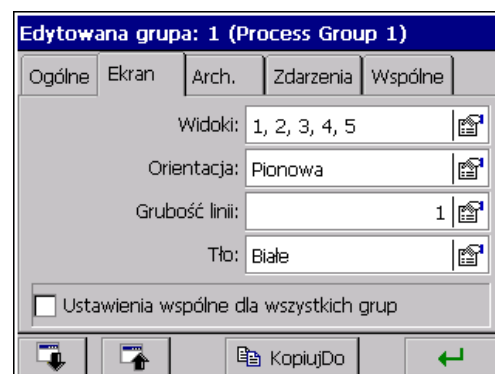 Edytowana grupa: 1 (Process Group 1)
Ogólne Ekran Arch. Zdarzenia Wspólne
Widoki: 1, 2, 3, 4, 5
Orientacja: Pionowa
Grubość linii: 1
Tło: Białe
Ustawienia wspólne dla wszystkich grup
KopiujDo